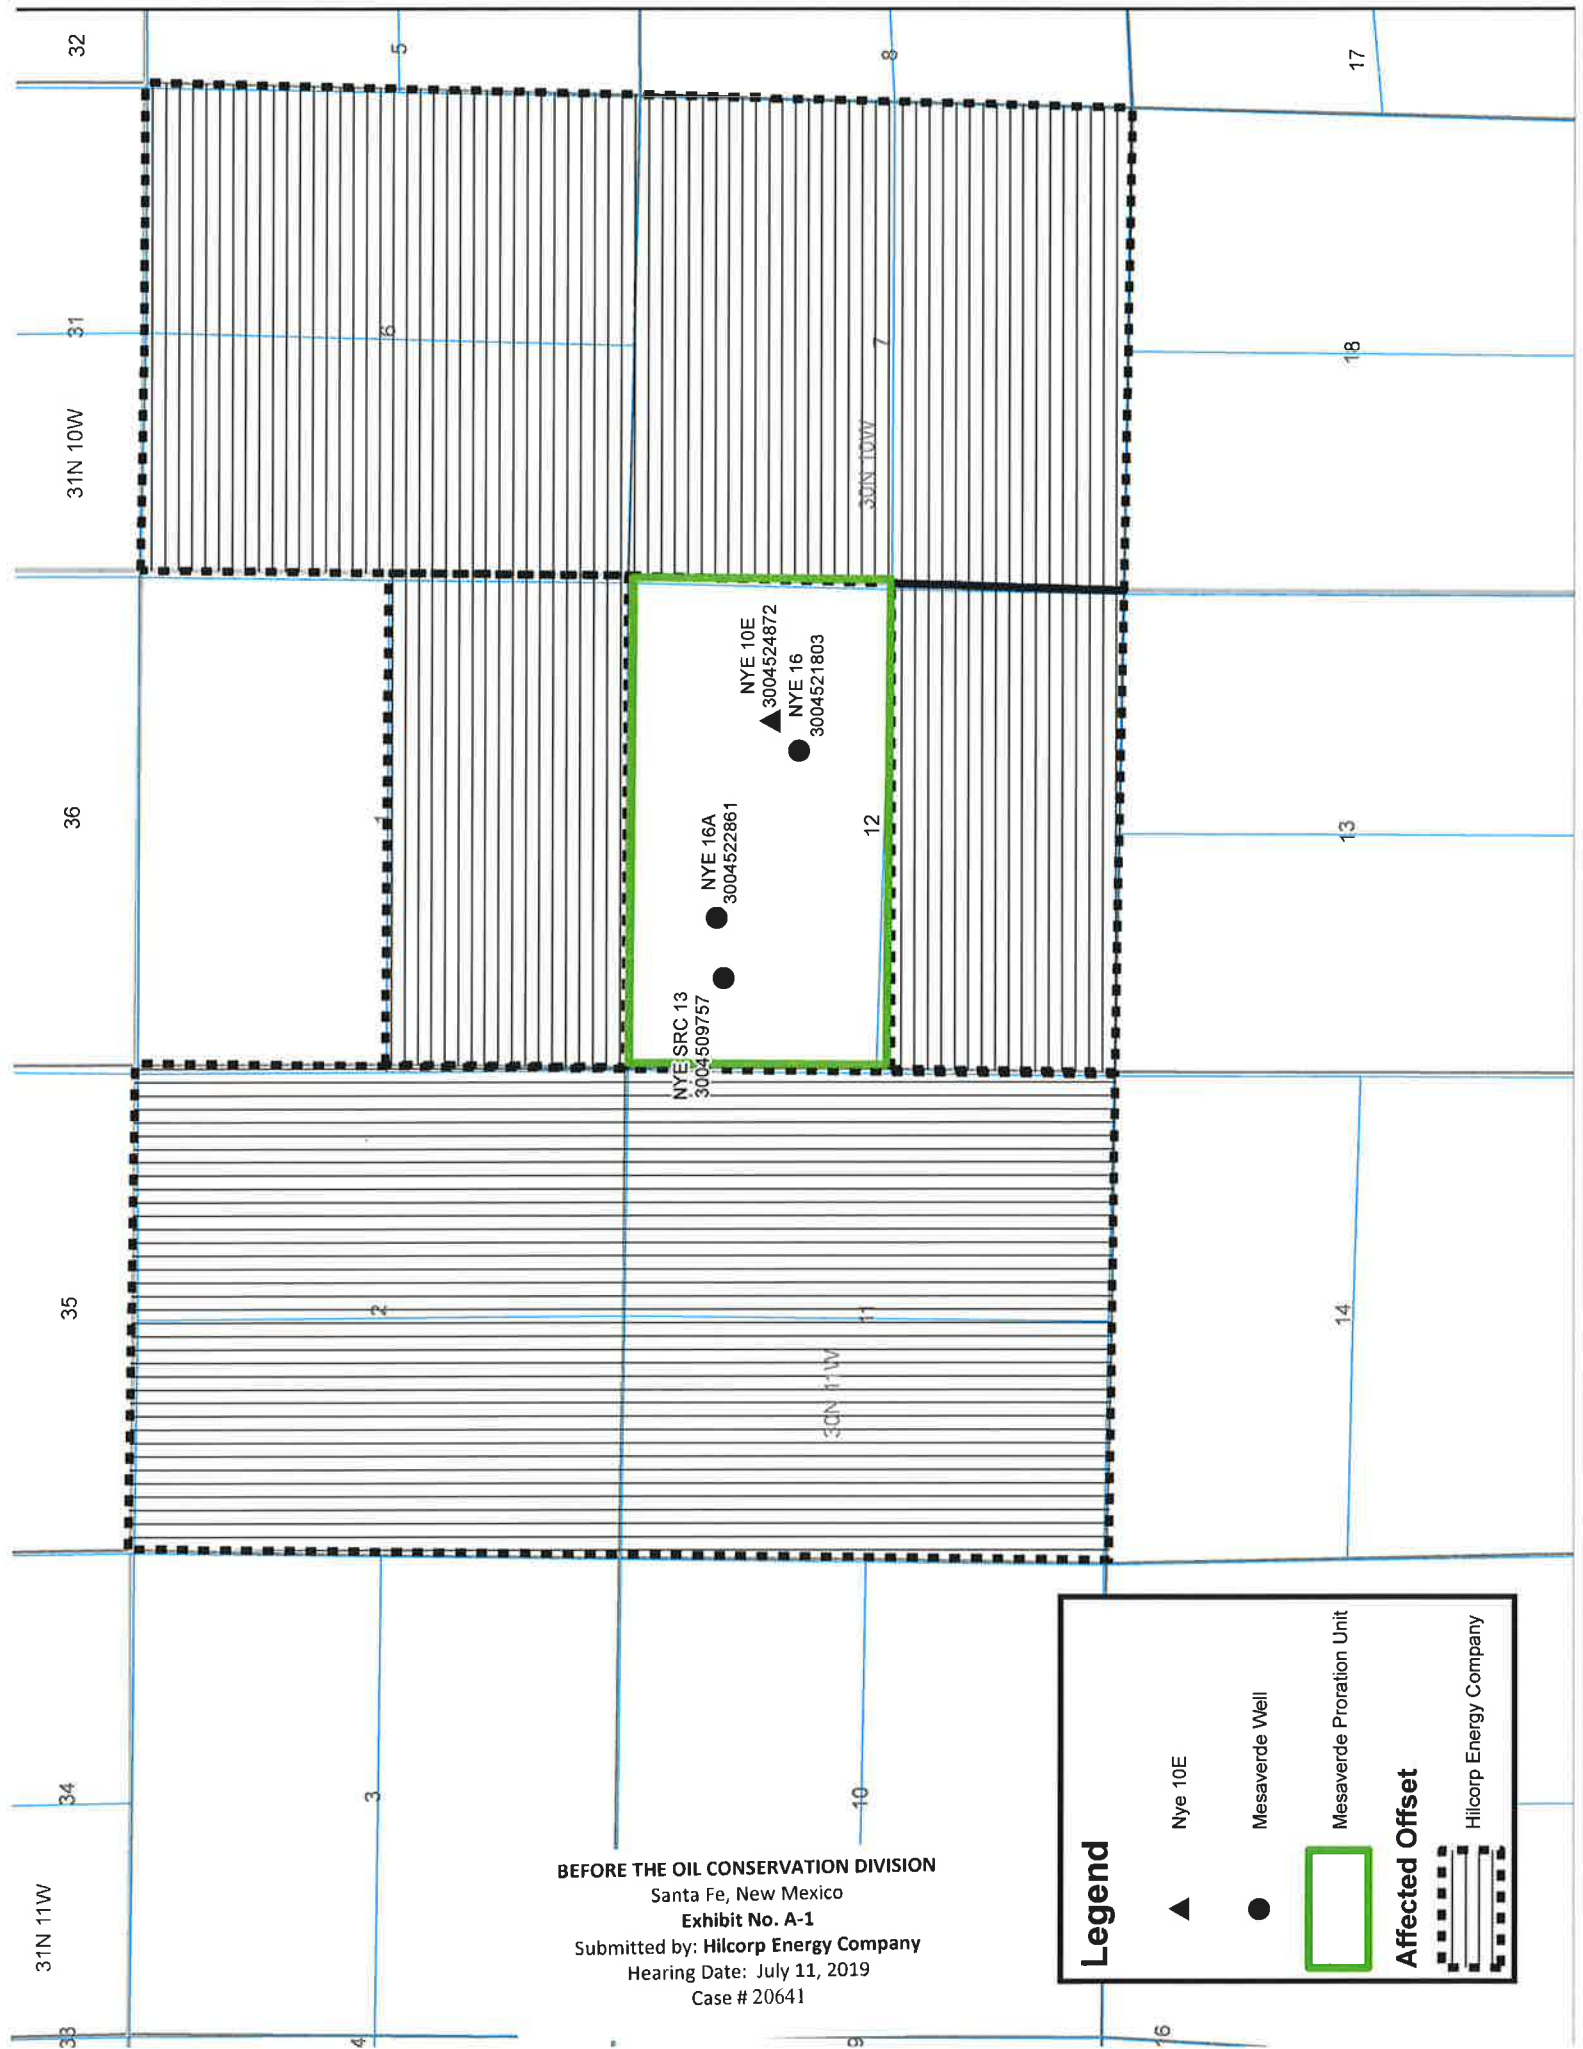 31N 11W
33
34
35
36
31N 10W
31
32
4
3
2
1
6
5
9
10
11
12
7
8
30N 11W
30N 10W
16
14
13
18
17
NYE SRC 13
3004509757
NYE 16A
3004522861
NYE 10E
3004524872
NYE 16
3004521803
BEFORE THE OIL CONSERVATION DIVISION
Santa Fe, New Mexico
Exhibit No. A-1
Submitted by: Hilcorp Energy Company
Hearing Date: July 11, 2019
Case # 20641
Legend
Nye 10E
Mesaverde Well
Mesaverde Proration Unit
Affected Offset
Hilcorp Energy Company